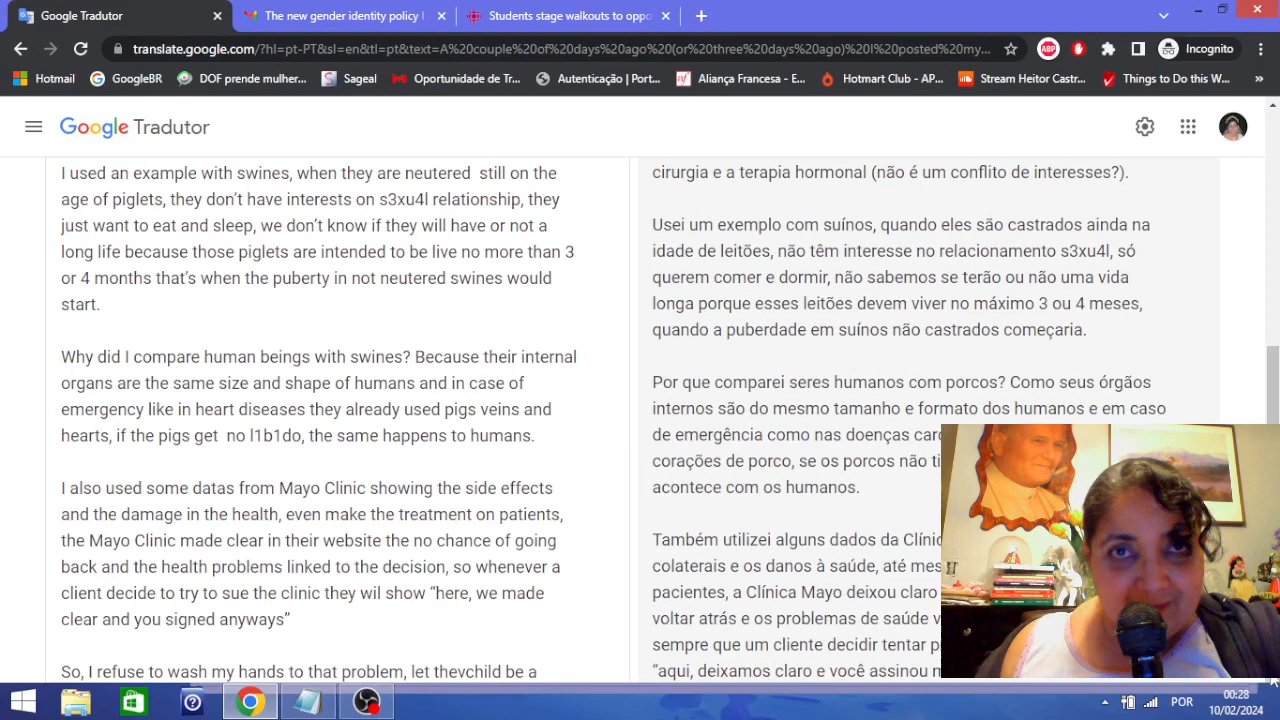 Google Tradutor
The new gender identity policy
Students stage walkouts to oppo
translate.google.com/?hl=pt-PT&sl=en&tl=pt&text=A%20couple%20of%20days%20ago%20(or%20three%20days%20ago)%20I%20posted%20my...
ABP
Incognito
Hotmail
GoogleBR
DOF prende mulher...
Sageal
Oportunidade de Tr...
Autenticação | Port...
Aliança Francesa - E...
Hotmart Club - AP...
Stream Heitor Castr...
Things to Do this W...
Google Tradutor
I used an example with swines, when they are neutered still on the
age of piglets, they don't have interests on s3xu4l relationship, they
just want to eat and sleep, we don't know if they will have or not a
long life because those piglets are intended to be live no more than 3
or 4 months that's when the puberty in not neutered swines would
start.
Why did I compare human beings with swines? Because their internal
organs are the same size and shape of humans and in case of
emergency like in heart diseases they already used pigs veins and
hearts, if the pigs get no l1b1do, the same happens to humans.
I also used some datas from Mayo Clinic showing the side effects
and the damage in the health, even make the treatment on patients,
the Mayo Clinic made clear in their website the no chance of going
back and the health problems linked to the decision, so whenever a
client decide to try to sue the clinic they wil snow “here, we made
clear and you signed anyways”
So, I refuse to wash my hands to that problem, let thevchild be a
cirurgia e a terapia hormonal (não é um conflito de interesses?).
Usei um exemplo com suínos, quando eles são castrados ainda na
idade de leitões, não têm interesse no relacionamento s3xu4l, só
querem comer e dormir, não sabemos se terão ou não uma vida
longa porque esses leitões devem viver no máximo 3 ou 4 meses,
quando a puberdade em suínos não castrados começaria.
Por que comparei seres humanos com porcos? Como seus órgãos
internos são do mesmo tamanho e formato dos humanos e em caso
de emergência como nas doenças card
corações de porco, se os porcos não ti
acontece com os humanos.
Também utilizei alguns dados da Clínic
colaterais e os danos à saúde, até mes
pacientes, a Clínica Mayo deixou claro
voltar atrás e os problemas de saúde v
sempre que um cliente decidir tentar p
“aqui, deixamos claro e você assinou n
POR
00:28
10/02/2024